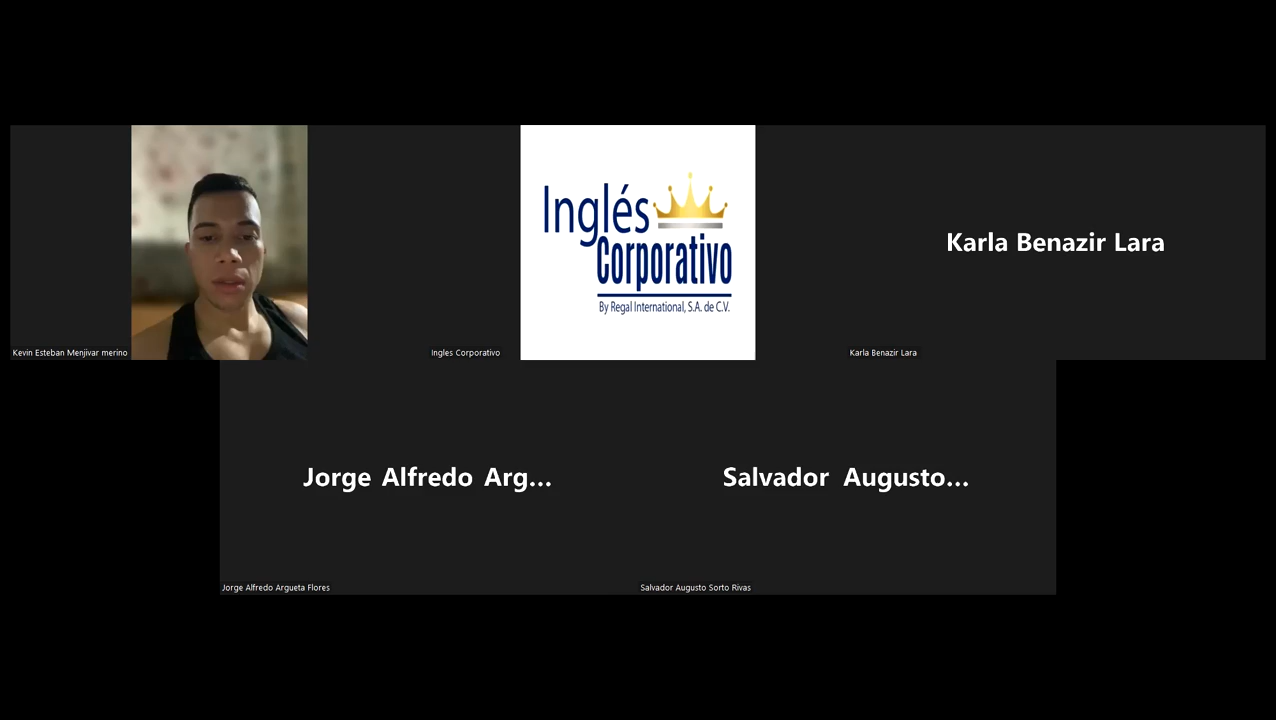 Inglés
Corporativo
By Regal International, S.A. de C.V.
Karla Benazir Lara
Kevin Esteban Menjivar merino
Ingles Corporativo
Karla Benazir Lara
Jorge Alfredo Arg...
Salvador Augusto...
Jorge Alfredo Argueta Flores
Salvador Augusto Sorto Rivas